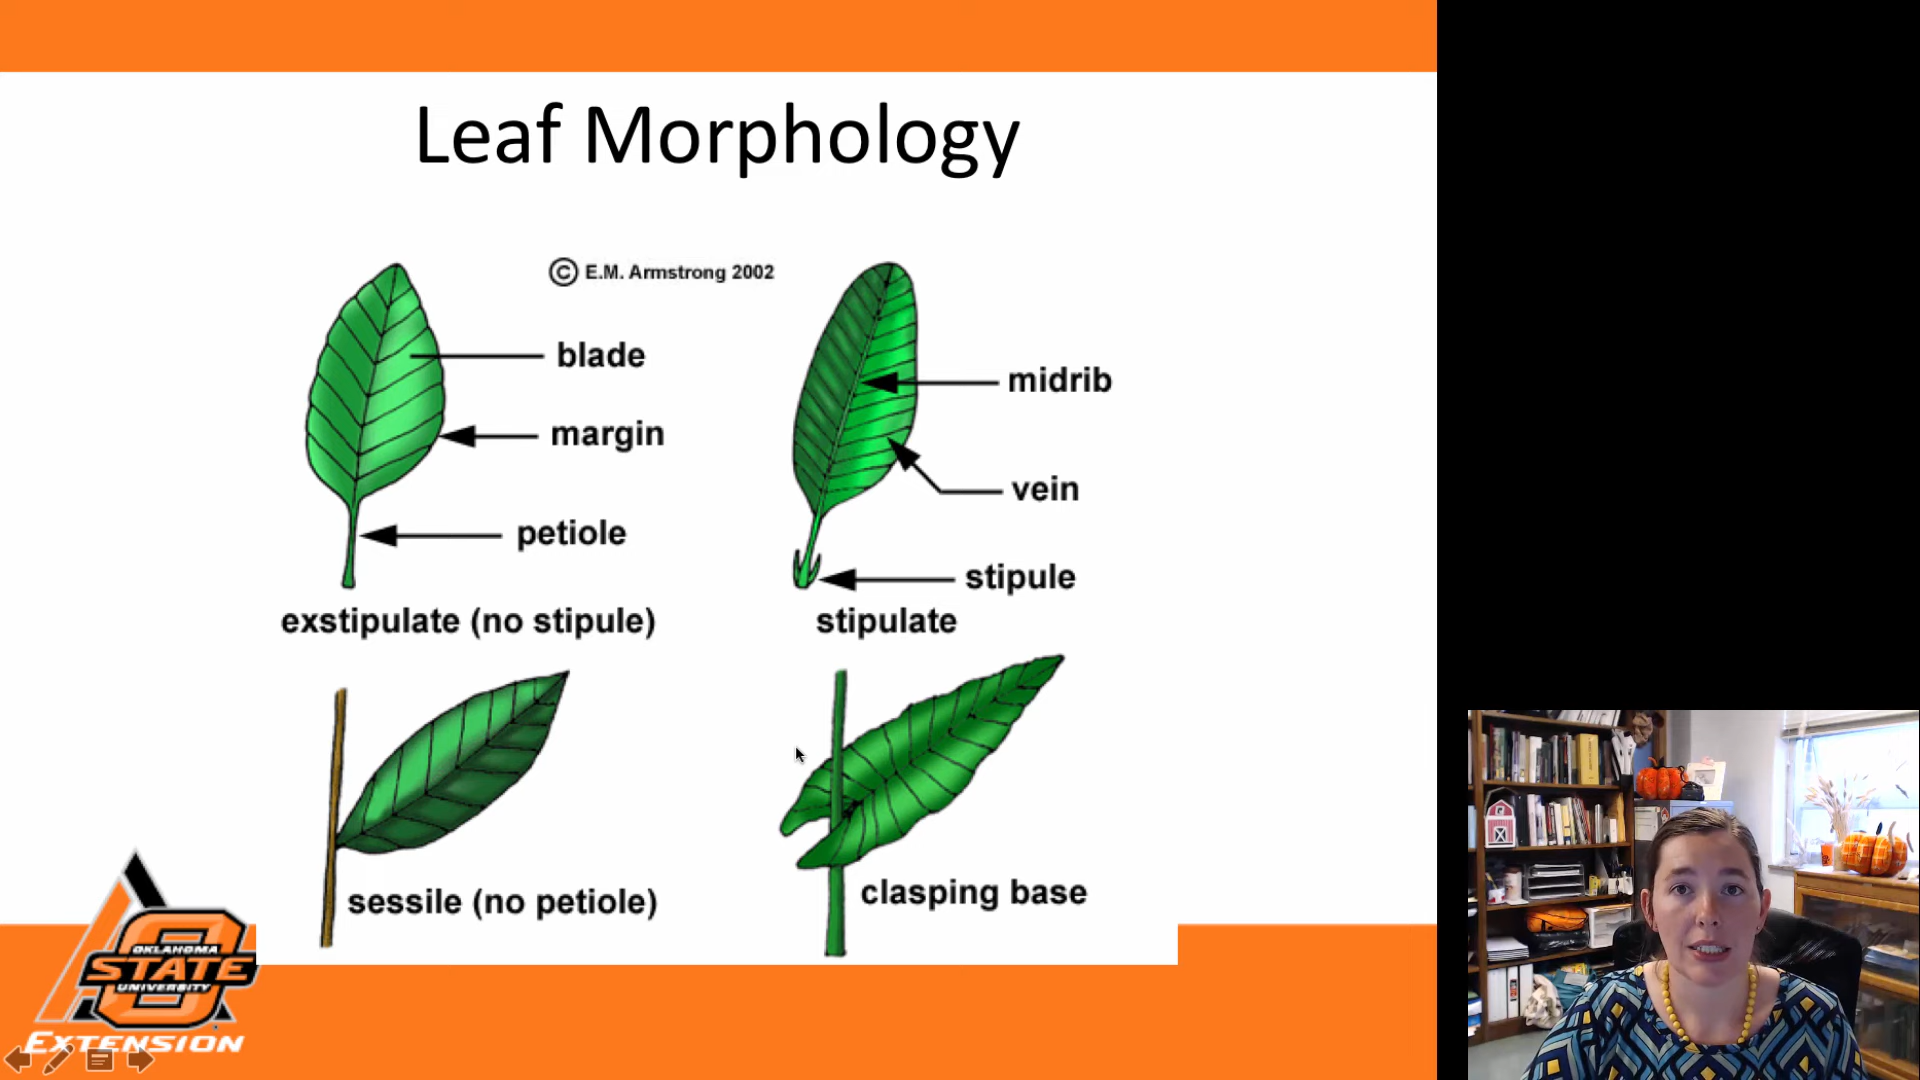 Leaf Morphology
© E.M. Armstrong 2002
blade
margin
petiole
exstipulate (no stipule)
midrib
vein
stipule
stipulate
sessile (no petiole)
clasping base
OKLAHOMA
STATE
UNIVERSITY
EXTENSION